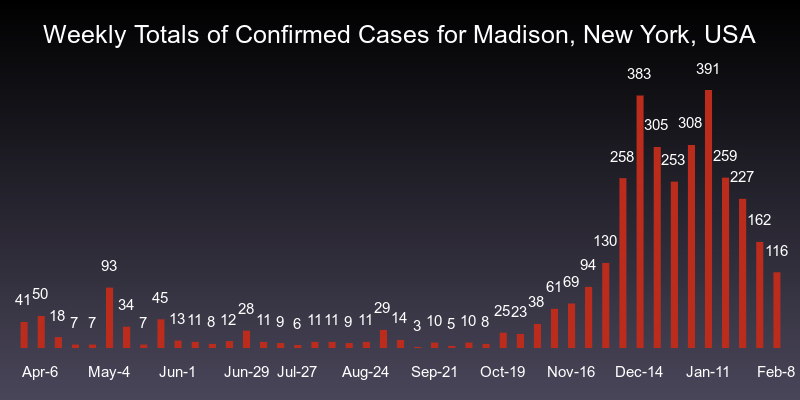 Weekly Totals of Confirmed Cases for Madison, New York, USA
41 50 18 7 7 93 34 7 45 13 11 8 12 28 11 9 6 11 11 9 11 29 14 3 10 5 10 8 25 23 38 61 69 94 130 258 383 305 253 308 391 259 227 162 116
Apr-6 May-4 Jun-1 Jun-29 Jul-27 Aug-24 Sep-21 Oct-19 Nov-16 Dec-14 Jan-11 Feb-8